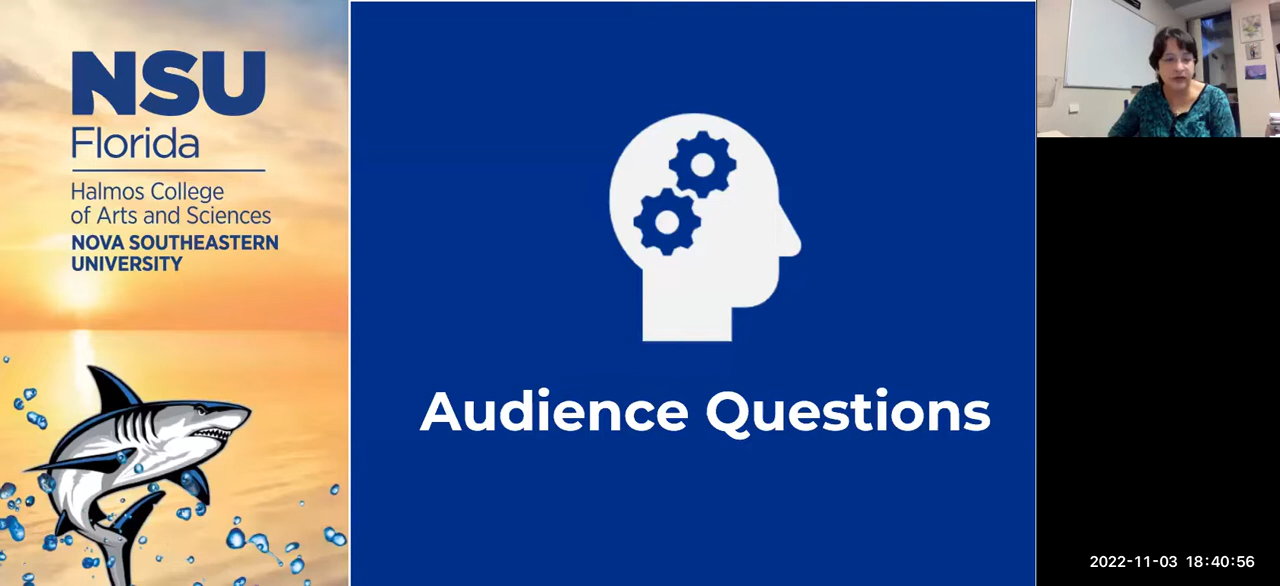 NSU
Florida
Halmos College
of Arts and Sciences
NOVA SOUTHEASTERN
UNIVERSITY
Audience Questions
2022-11-03 18:40:56